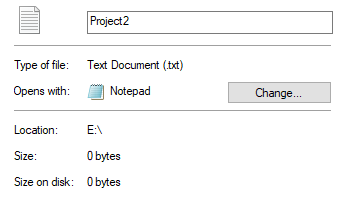 Project2
Type of file: Text Document (.txt)
Opens with: Notepad Change...
Location: E:\
Size: 0 bytes
Size on disk: 0 bytes